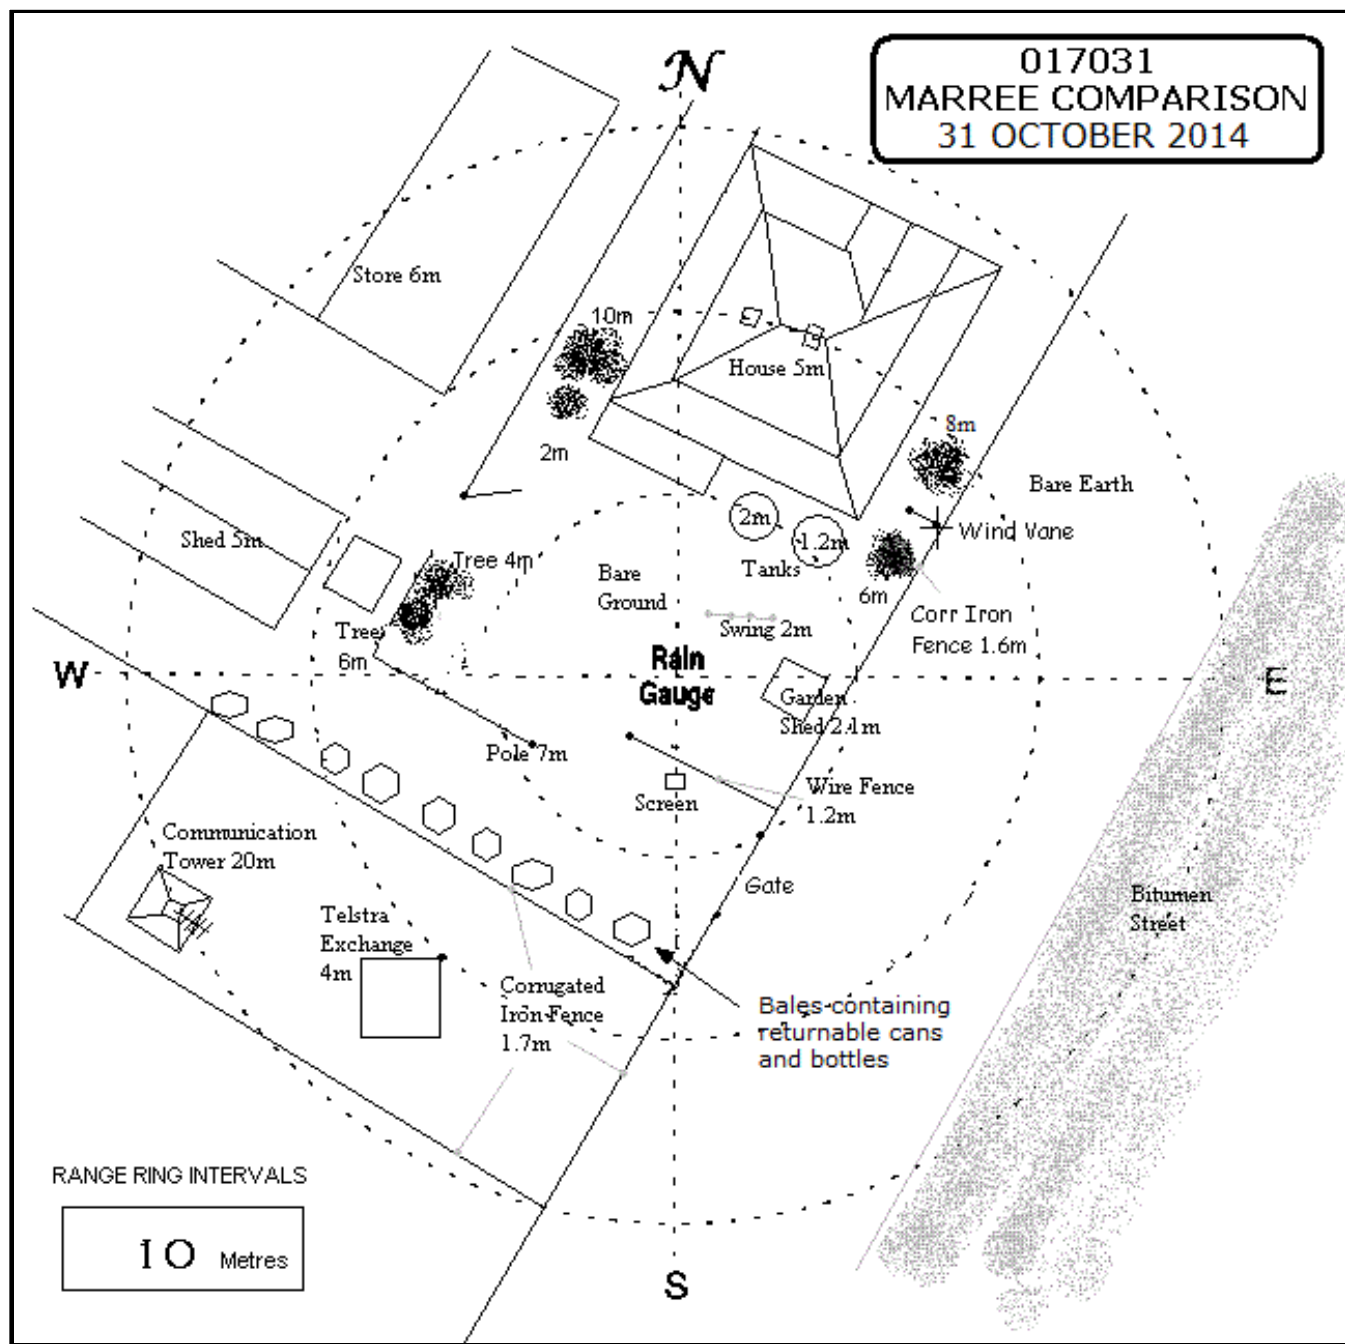 017031
MARREE COMPARISON
31 OCTOBER 2014
N
Store 6m
10m
House 5m
2m
8m
Bare Earth
Wind Vane
Shed 5m
Tree 4m
2m
1.2m
Tanks
Bare
Ground
6m
Corr Iron
Fence 1.6m
Swing 2m
Tree
6m
W
Rain
Gauge
E
Garden
Shed 2.1m
Pole 7m
Screen
Wire Fence
1.2m
Communication
Tower 20m
Gate
Bitumen
Street
Telstra
Exchange
4m
Corrugated
Iron Fence
1.7m
Bales containing
returnable cans
and bottles
RANGE RING INTERVALS
10 Metres
S